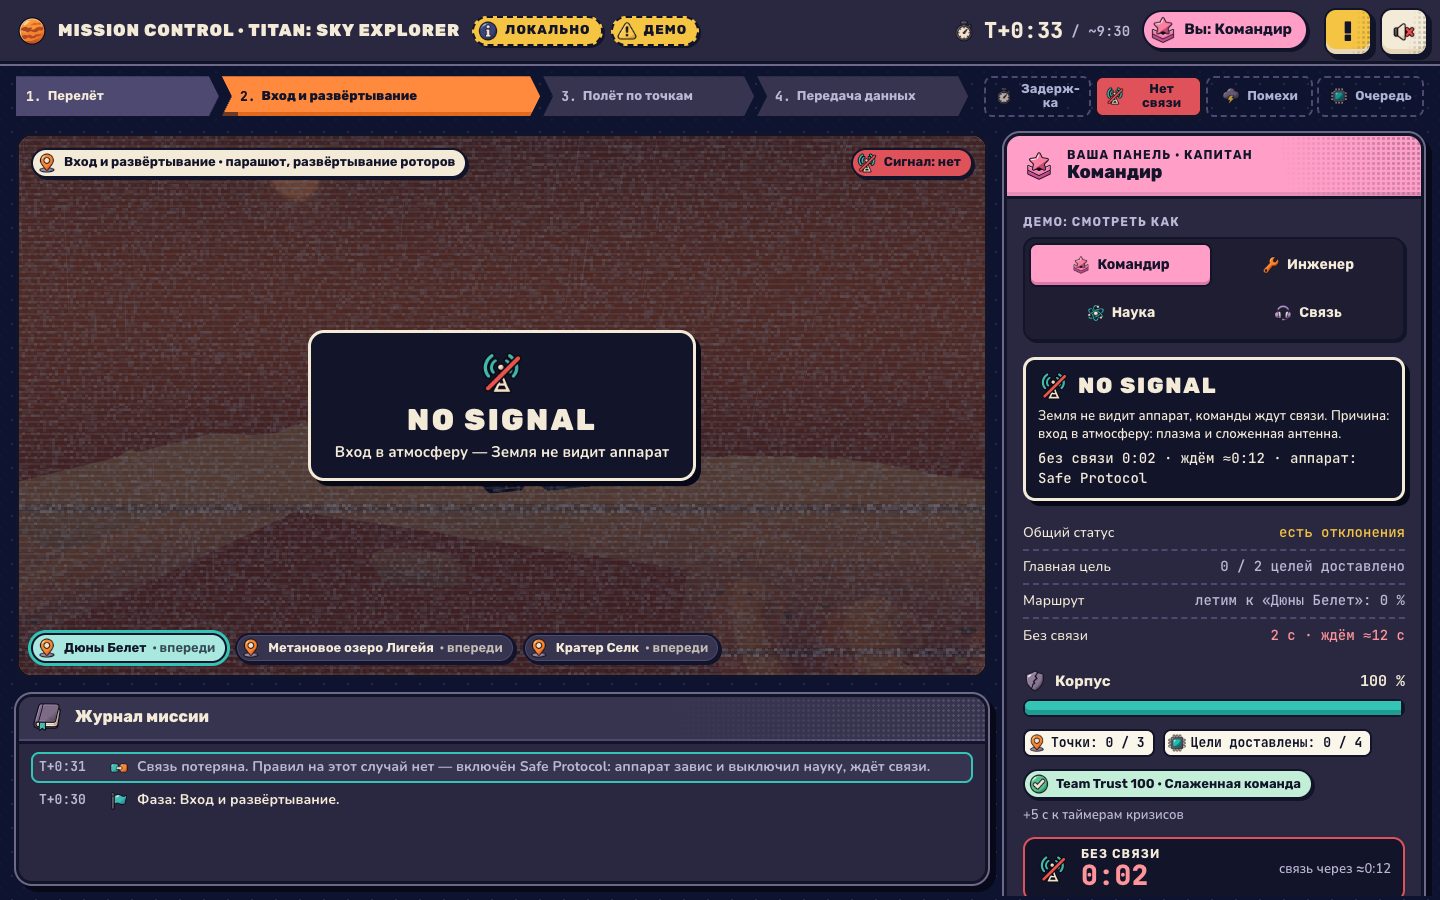 MISSION CONTROL · TITAN: SKY EXPLORER
ЛОКАЛЬНО
ДЕМО
T+0:33 / ~9:30
Вы: Командир
!
1. Перелёт
2. Вход и развёртывание
3. Полёт по точкам
4. Передача данных
Задерж-
ка
Нет
связи
Помехи
Очередь
Вход и развёртывание · парашют, развёртывание роторов
Сигнал: нет
NO SIGNAL
Вход в атмосферу — Земля не видит аппарат
Дюны Белет · впереди
Метановое озеро Лигейя · впереди
Кратер Селк · впереди
Журнал миссии
T+0:31 Связь потеряна. Правил на этот случай нет — включён Safe Protocol: аппарат завис и выключил науку, ждёт связи.
T+0:30 Фаза: Вход и развёртывание.
ВАША ПАНЕЛЬ · КАПИТАН
Командир
ДЕМО: СМОТРЕТЬ КАК
Командир
Инженер
Наука
Связь
NO SIGNAL
Земля не видит аппарат, команды ждут связи. Причина:
вход в атмосферу: плазма и сложенная антенна.
без связи 0:02 · ждём ≈0:12 · аппарат:
Safe Protocol
Общий статус есть отклонения
Главная цель 0 / 2 целей доставлено
Маршрут летим к «Дюны Белет»: 0 %
Без связи 2 с · ждём ≈12 с
Корпус 100 %
Точки: 0 / 3
Цели доставлены: 0 / 4
Team Trust 100 · Слаженная команда
+5 с к таймерам кризисов
БЕЗ СВЯЗИ
0:02
связь через ≈0:12